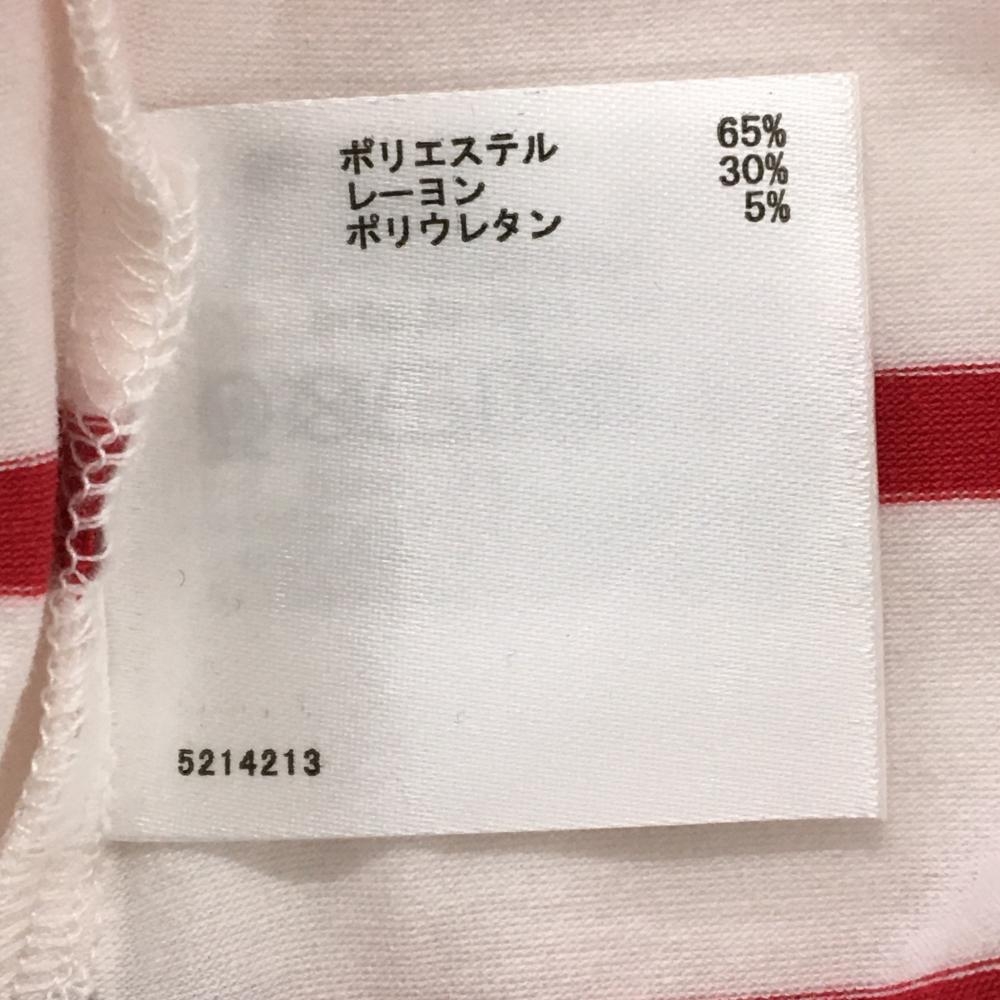 ポリエステル 65%
レーヨン 30%
ポリウレタン 5%
5214213